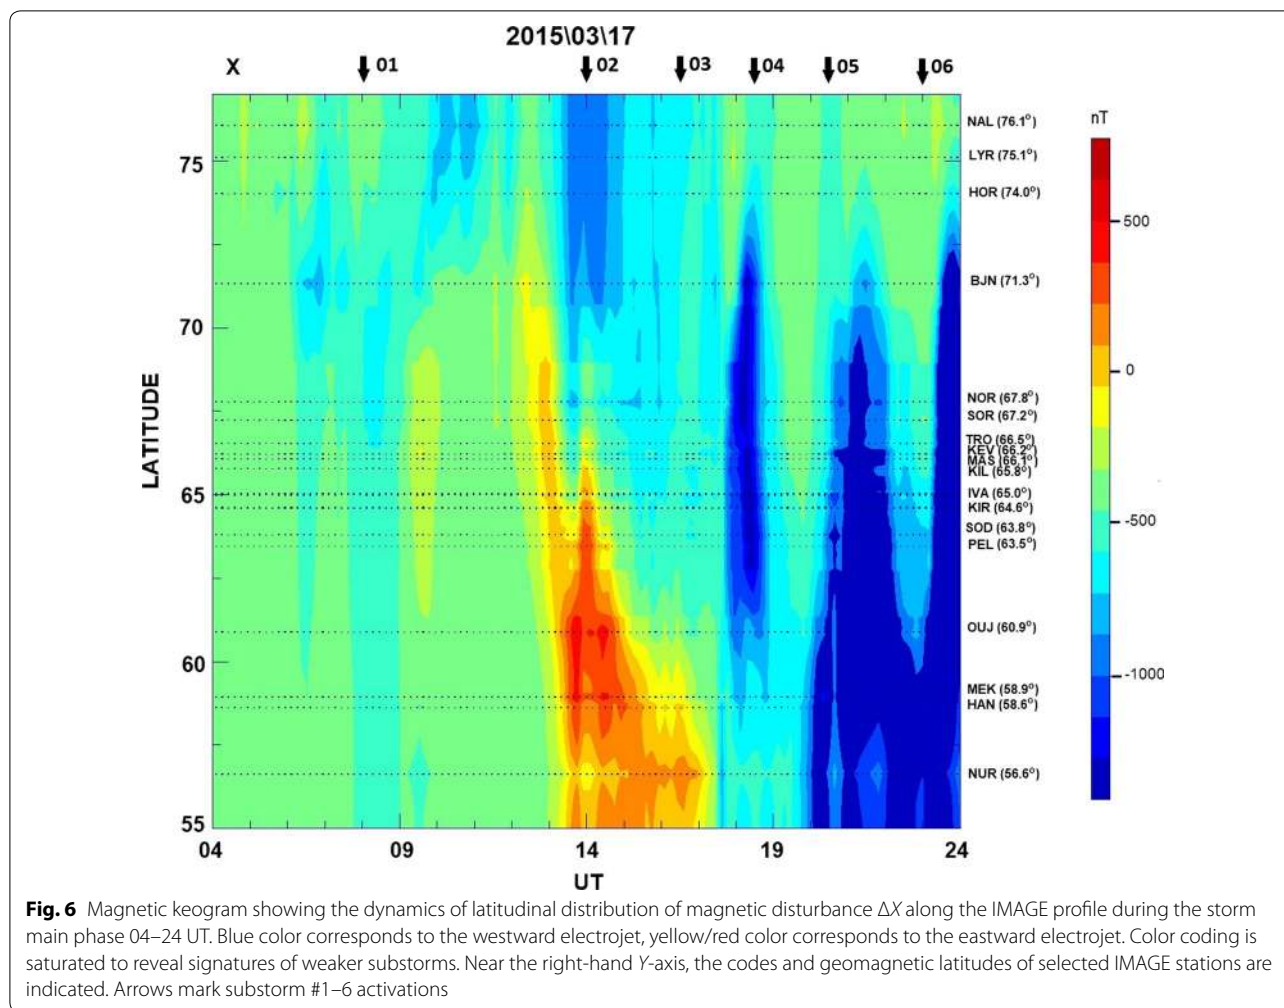 2015\03\17
X 01 02 03 04 05 06
nT
NAL (76.1°)
75 LYR (75.1°)
HOR (74.0°)
500
BJN (71.3°)
70
0
NOR (67.8°)
SOR (67.2°)
TRO (66.5°)
KEV (66.2°)
MAS (66.1°)
KIL (65.8°)
LATITUDE
65 IVA (65.0°)
KIR (64.6°)
-500
SOD (63.8°)
PEL (63.5°)
OUJ (60.9°)
60
-1000
MEK (58.9°)
HAN (58.6°)
NUR (56.6°)
55
04 09 14 19 24
UT
Fig. 6 Magnetic keogram showing the dynamics of latitudinal distribution of magnetic disturbance ΔX along the IMAGE profile during the storm
main phase 04–24 UT. Blue color corresponds to the westward electrojet, yellow/red color corresponds to the eastward electrojet. Color coding is
saturated to reveal signatures of weaker substorms. Near the right-hand Y-axis, the codes and geomagnetic latitudes of selected IMAGE stations are
indicated. Arrows mark substorm #1–6 activations